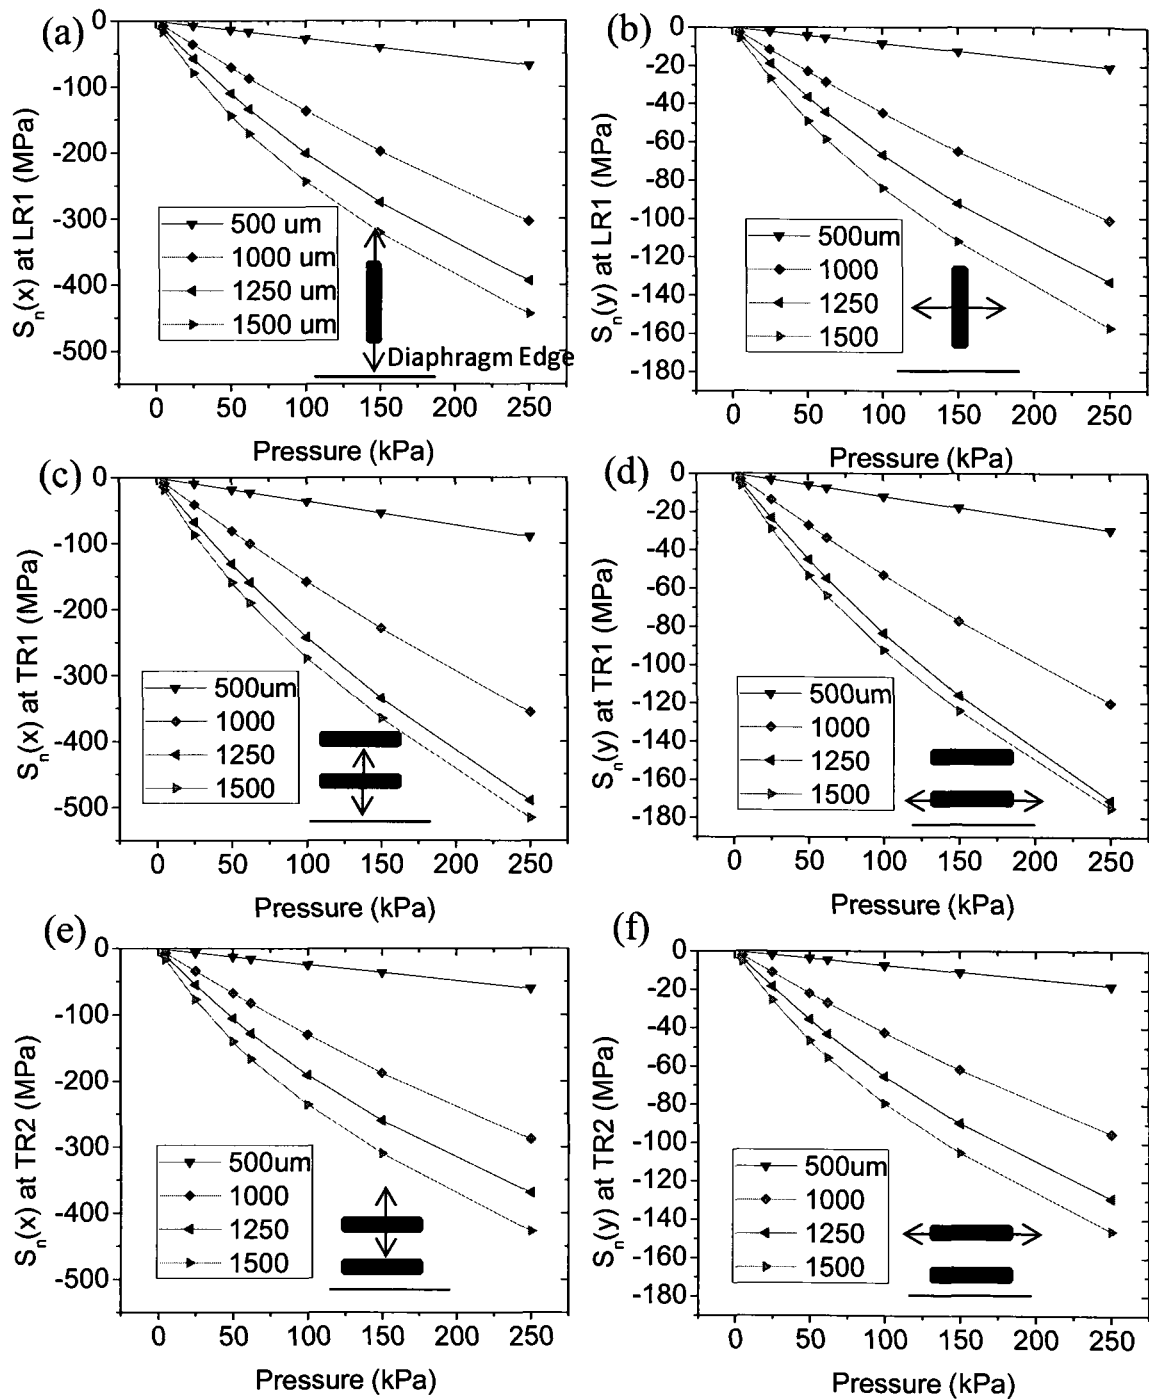 (a)
0
-100
-200
-300
-400
-500
S_n(x) at LR1 (MPa)
500 um
1000 um
1250 um
1500 um
Diaphragm Edge
0 50 100 150 200 250
Pressure (kPa)
(b)
0
-20
-40
-60
-80
-100
-120
-140
-160
-180
S_n(y) at LR1 (MPa)
500um
1000
1250
1500
0 50 100 150 200 250
Pressure (kPa)
(c)
0
-100
-200
-300
-400
-500
S_n(x) at TR1 (MPa)
500um
1000
1250
1500
0 50 100 150 200 250
Pressure (kPa)
(d)
0
-20
-40
-60
-80
-100
-120
-140
-160
-180
S_n(y) at TR1 (MPa)
500um
1000
1250
1500
0 50 100 150 200 250
Pressure (kPa)
(e)
0
-100
-200
-300
-400
-500
S_n(x) at TR2 (MPa)
500um
1000
1250
1500
0 50 100 150 200 250
Pressure (kPa)
(f)
0
-20
-40
-60
-80
-100
-120
-140
-160
-180
S_n(y) at TR2 (MPa)
500um
1000
1250
1500
0 50 100 150 200 250
Pressure (kPa)